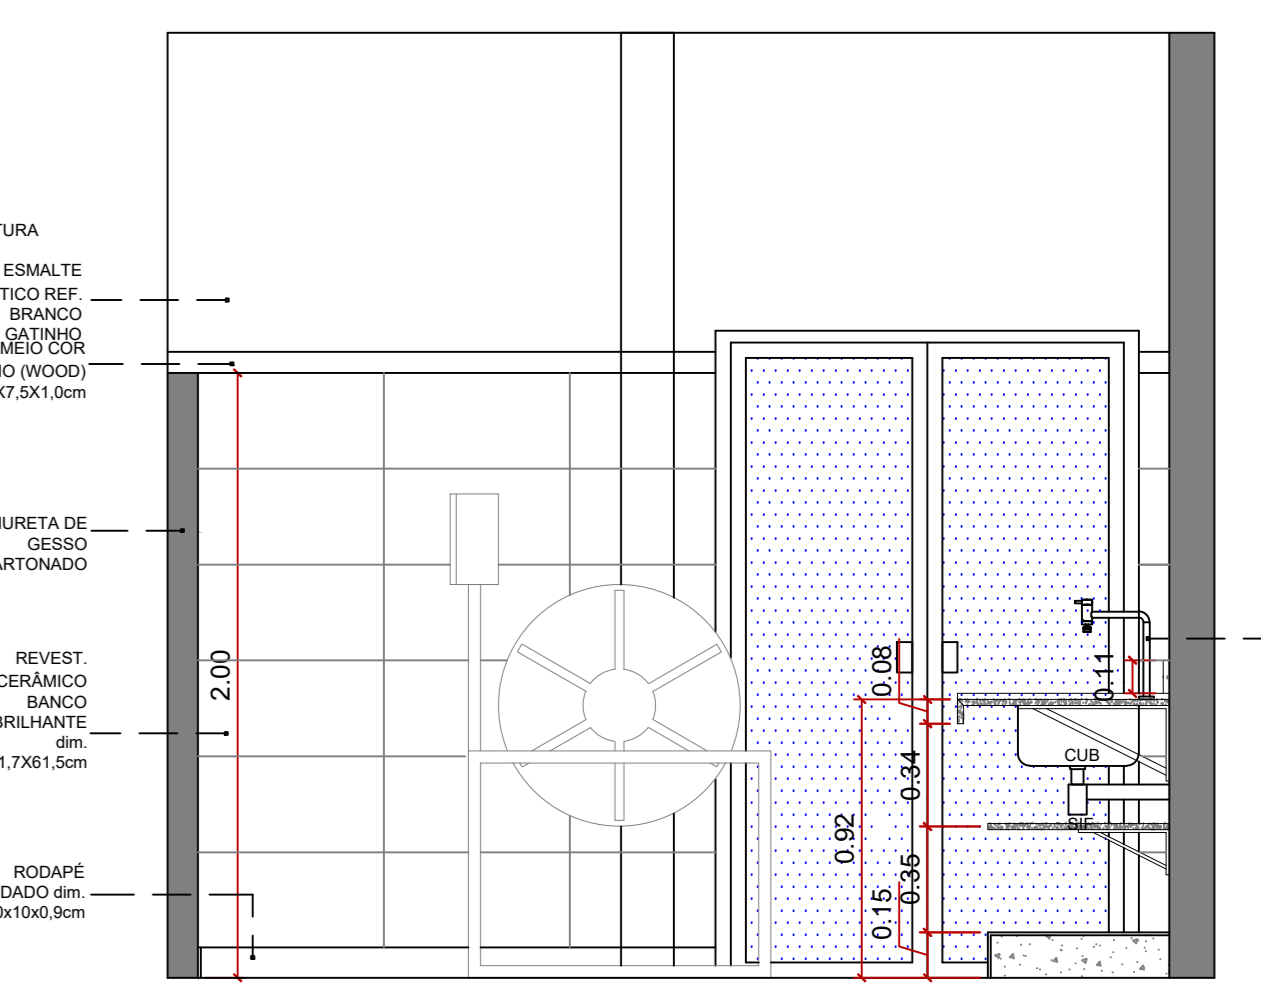 TURA
ESMALTE
TICO REF.
BRANCO
GATINHO
MEIO COR
IO (WOOD)
X7,5X1,0cm
URETA DE
GESSO
ARTONADO
REVEST.
CERÂMICO
BANCO
BRILHANTE
dim.
1,7X61,5cm
RODAPÉ
DADO dim.
0x10x0,9cm
2.00
0.08
0.11
0.34
0.92
0.35
0.15
CUB
SIF